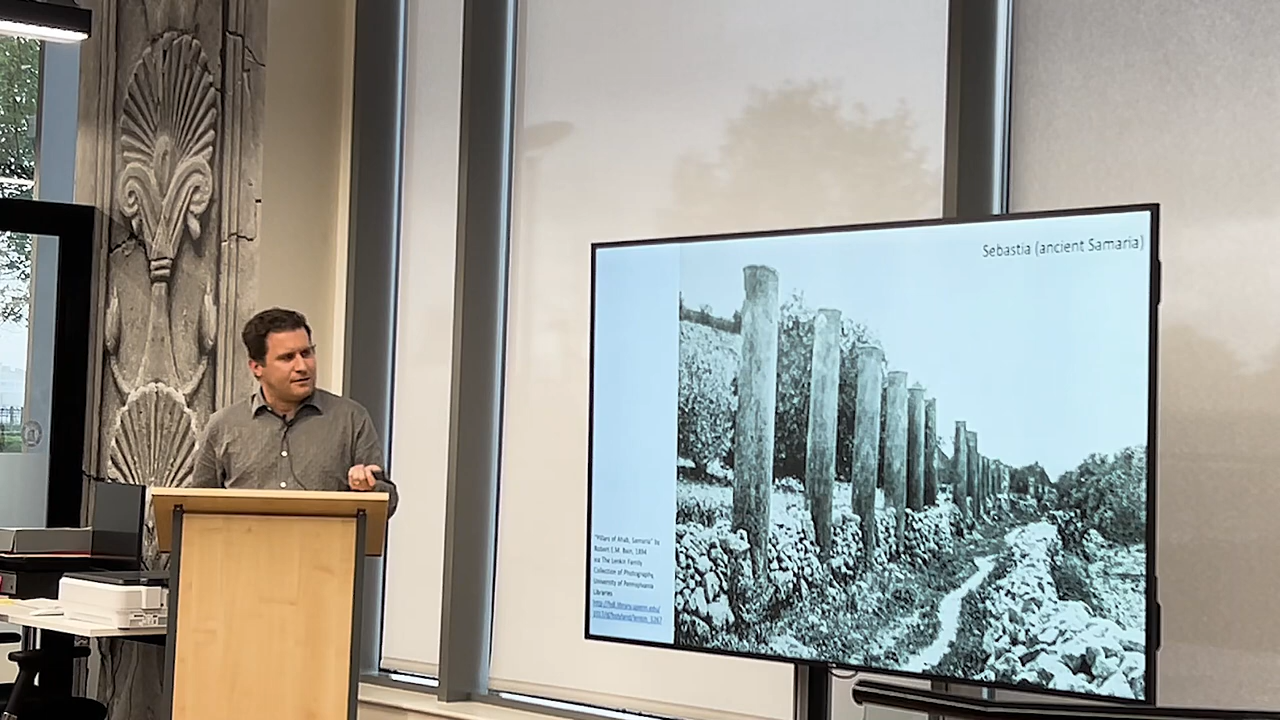 Sebastia (ancient Samaria)
"Pillars of Ahab, Samaria" by
Robert E.M. Bain, 1894
via The Lenkin Family
Collection of Photography,
University of Pennsylvania
Libraries